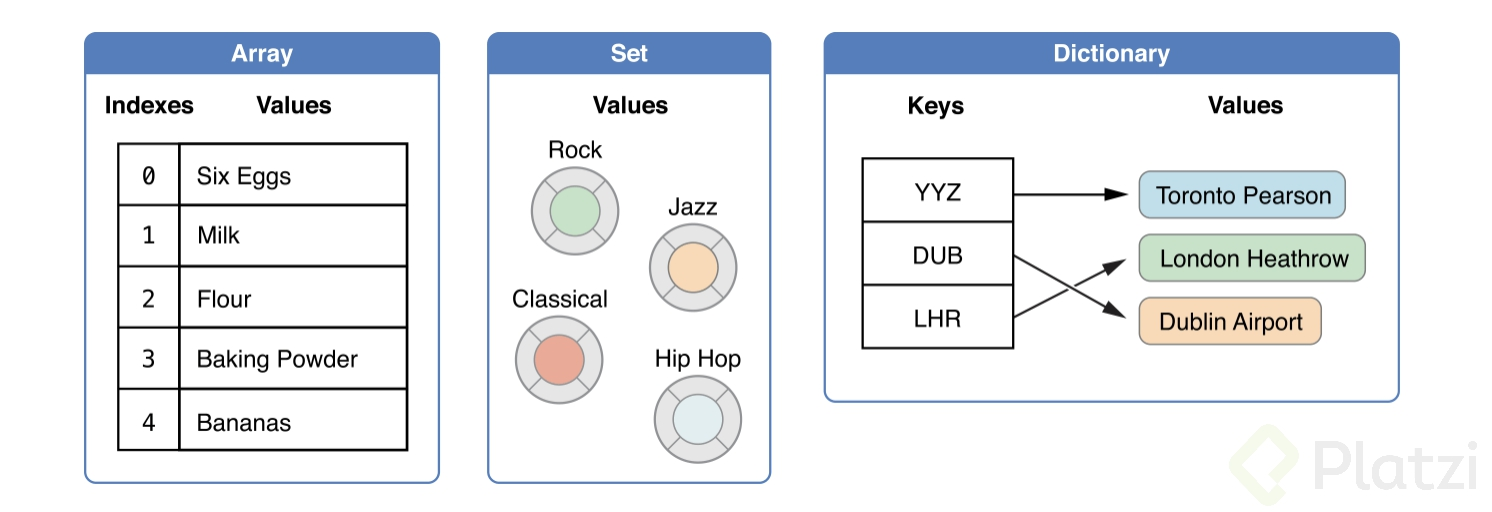 Array
Indexes Values
0 Six Eggs
1 Milk
2 Flour
3 Baking Powder
4 Bananas
Set
Values
Rock
Jazz
Classical
Hip Hop
Dictionary
Keys Values
YYZ Toronto Pearson
DUB London Heathrow
LHR Dublin Airport
Platzi